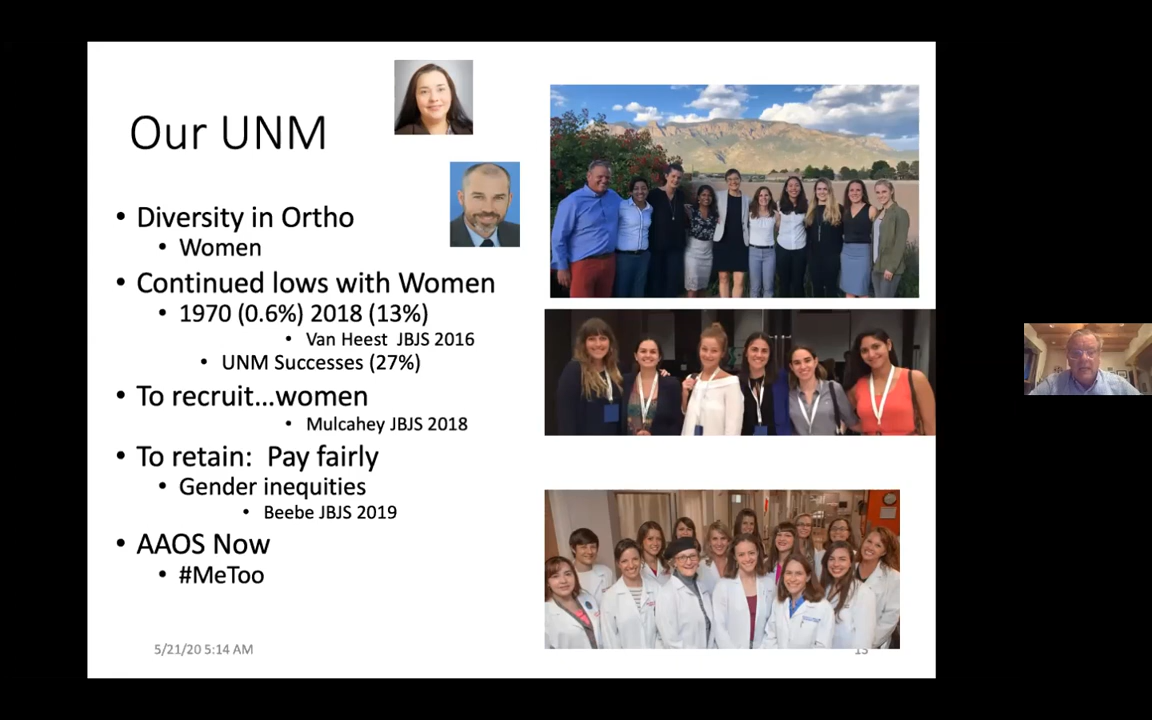 Our UNM
• Diversity in Ortho
• Women
• Continued lows with Women
• 1970 (0.6%) 2018 (13%)
• Van Heest JBJS 2016
• UNM Successes (27%)
• To recruit...women
• Mulcahey JBJS 2018
• To retain: Pay fairly
• Gender inequities
• Beebe JBJS 2019
• AAOS Now
• #MeToo
5/21/20 5:14 AM